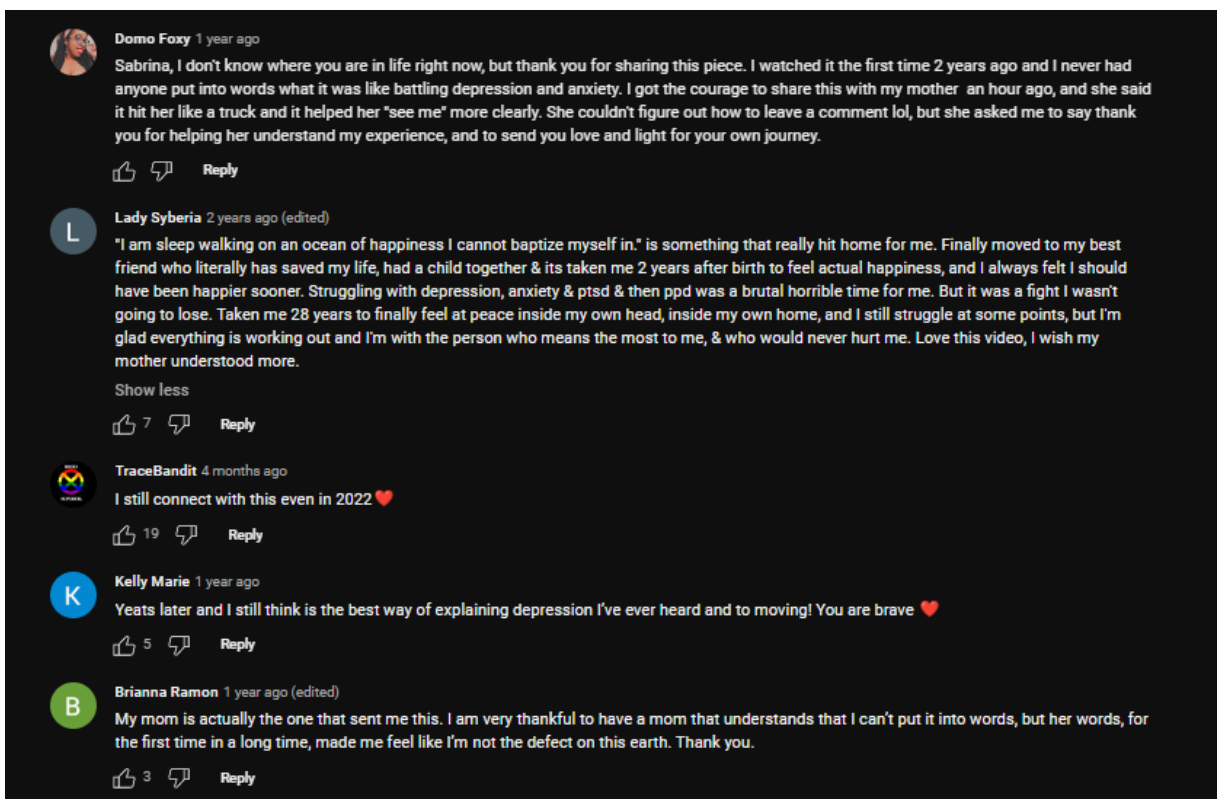 Domo Foxy 1 year ago
Sabrina, I don't know where you are in life right now, but thank you for sharing this piece. I watched it the first time 2 years ago and I never had
anyone put into words what it was like battling depression and anxiety. I got the courage to share this with my mother an hour ago, and she said
it hit her like a truck and it helped her "see me" more clearly. She couldn't figure out how to leave a comment lol, but she asked me to say thank
you for helping her understand my experience, and to send you love and light for your own journey.
Reply
L
Lady Syberia 2 years ago (edited)
"I am sleep walking on an ocean of happiness I cannot baptize myself in." is something that really hit home for me. Finally moved to my best
friend who literally has saved my life, had a child together & its taken me 2 years after birth to feel actual happiness, and I always felt I should
have been happier sooner. Struggling with depression, anxiety & ptsd & then ppd was a brutal horrible time for me. But it was a fight I wasn't
going to lose. Taken me 28 years to finally feel at peace inside my own head, inside my own home, and I still struggle at some points, but I'm
glad everything is working out and I'm with the person who means the most to me, & who would never hurt me. Love this video, I wish my
mother understood more.
Show less
7 Reply
TraceBandit 4 months ago
I still connect with this even in 2022❤️
19 Reply
K
Kelly Marie 1 year ago
Yeats later and I still think is the best way of explaining depression I've ever heard and to moving! You are brave ❤️
5 Reply
B
Brianna Ramon 1 year ago (edited)
My mom is actually the one that sent me this. I am very thankful to have a mom that understands that I can't put it into words, but her words, for
the first time in a long time, made me feel like I'm not the defect on this earth. Thank you.
3 Reply